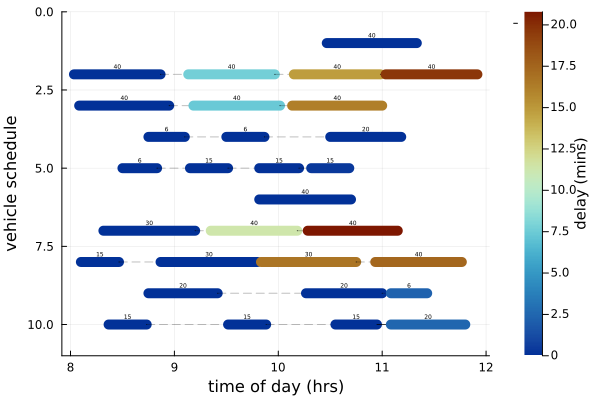 0.0
2.5
5.0
7.5
10.0
vehicle schedule
40
40 40 40 40
40 40 40
6 6 20
6 15 15 15
40
30 40 40
15 30 30 40
20 20 6
15 15 15 20
8 9 10 11 12
time of day (hrs)
20.0
17.5
15.0
12.5
10.0
7.5
5.0
2.5
0
delay (mins)